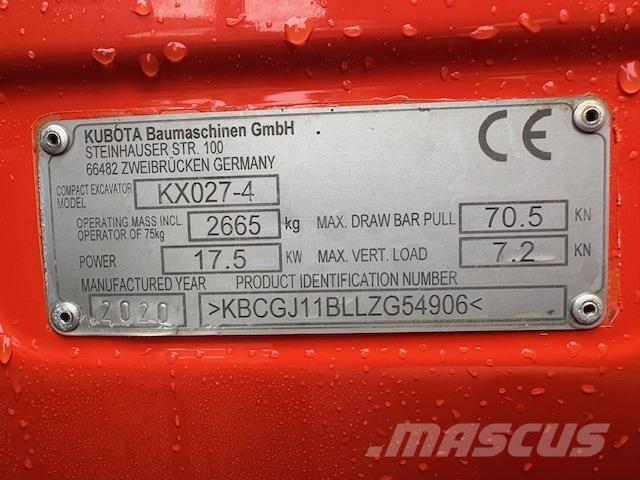 KUBOTA Baumaschinen GmbH
STEINHAUSER STR. 100
66482 ZWEIBRÜCKEN GERMANY
CE
COMPACT EXCAVATOR MODEL KX027-4
OPERATING MASS INCL. OPERATOR OF 75kg 2665 kg
MAX. DRAW BAR PULL 70.5 KN
POWER 17.5 KW
MAX. VERT. LOAD 7.2 KN
MANUFACTURED YEAR PRODUCT IDENTIFICATION NUMBER
2020 >KBCGJ11BLLZG54906<
MASCUS